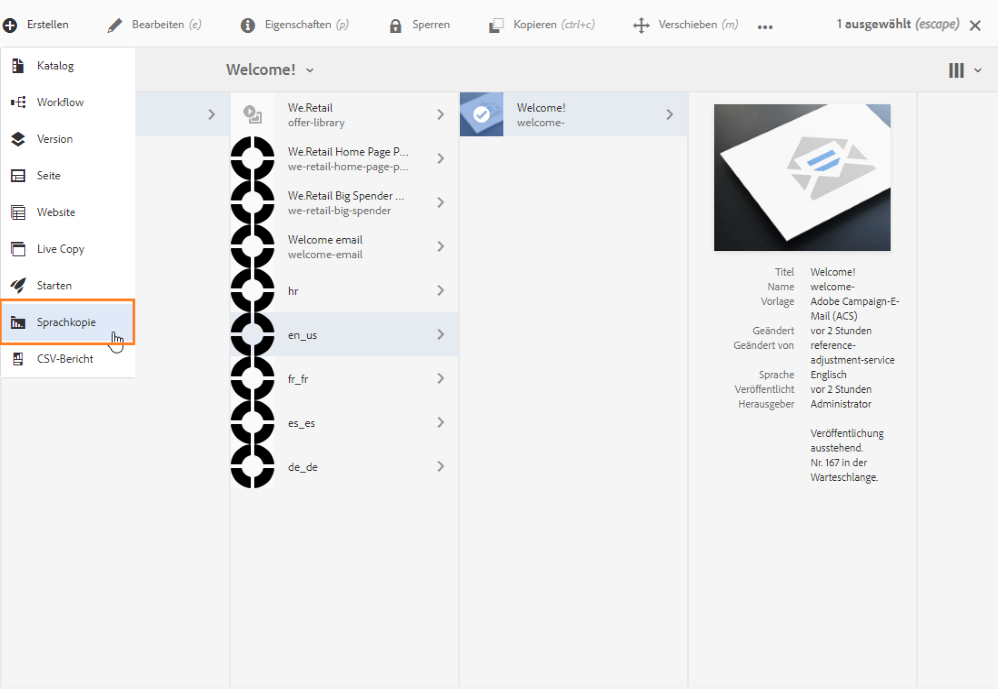 Erstellen
Bearbeiten (e)
Eigenschaften (p)
Sperren
Kopieren (ctrl+c)
Verschieben (m)
1 ausgewählt (escape)
Katalog
Workflow
Version
Seite
Website
Live Copy
Starten
Sprachkopie
CSV-Bericht
Welcome!
We.Retail
offer-library
We.Retail Home Page P...
we-retail-home-page-p...
We.Retail Big Spender ...
we-retail-big-spender
Welcome email
welcome-email
hr
en_us
fr_fr
es_es
de_de
Welcome!
welcome-
Titel Welcome!
Name welcome-
Vorlage Adobe Campaign-E-
Mail (ACS)
Geändert vor 2 Stunden
Geändert von reference-
adjustment-service
Sprache Englisch
Veröffentlicht vor 2 Stunden
Herausgeber Administrator
Veröffentlichung
ausstehend.
Nr. 167 in der
Warteschlange.